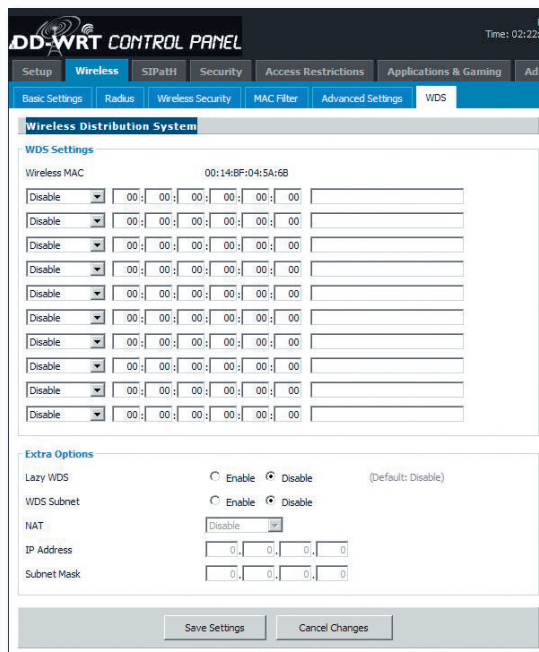 DD-WRT CONTROL PANEL
Time: 02:22:
Setup Wireless SIPatH Security Access Restrictions Applications & Gaming Ad
Basic Settings Radius Wireless Security MAC Filter Advanced Settings WDS
Wireless Distribution System
WDS Settings
Wireless MAC 00:14:BF:04:5A:6B
Disable 00: 00: 00: 00: 00: 00
Disable 00: 00: 00: 00: 00: 00
Disable 00: 00: 00: 00: 00: 00
Disable 00: 00: 00: 00: 00: 00
Disable 00: 00: 00: 00: 00: 00
Disable 00: 00: 00: 00: 00: 00
Disable 00: 00: 00: 00: 00: 00
Disable 00: 00: 00: 00: 00: 00
Disable 00: 00: 00: 00: 00: 00
Disable 00: 00: 00: 00: 00: 00
Extra Options
Lazy WDS Enable Disable (Default: Disable)
WDS Subnet Enable Disable
NAT Disable
IP Address 0. 0. 0. 0
Subnet Mask 0. 0. 0. 0
Save Settings Cancel Changes